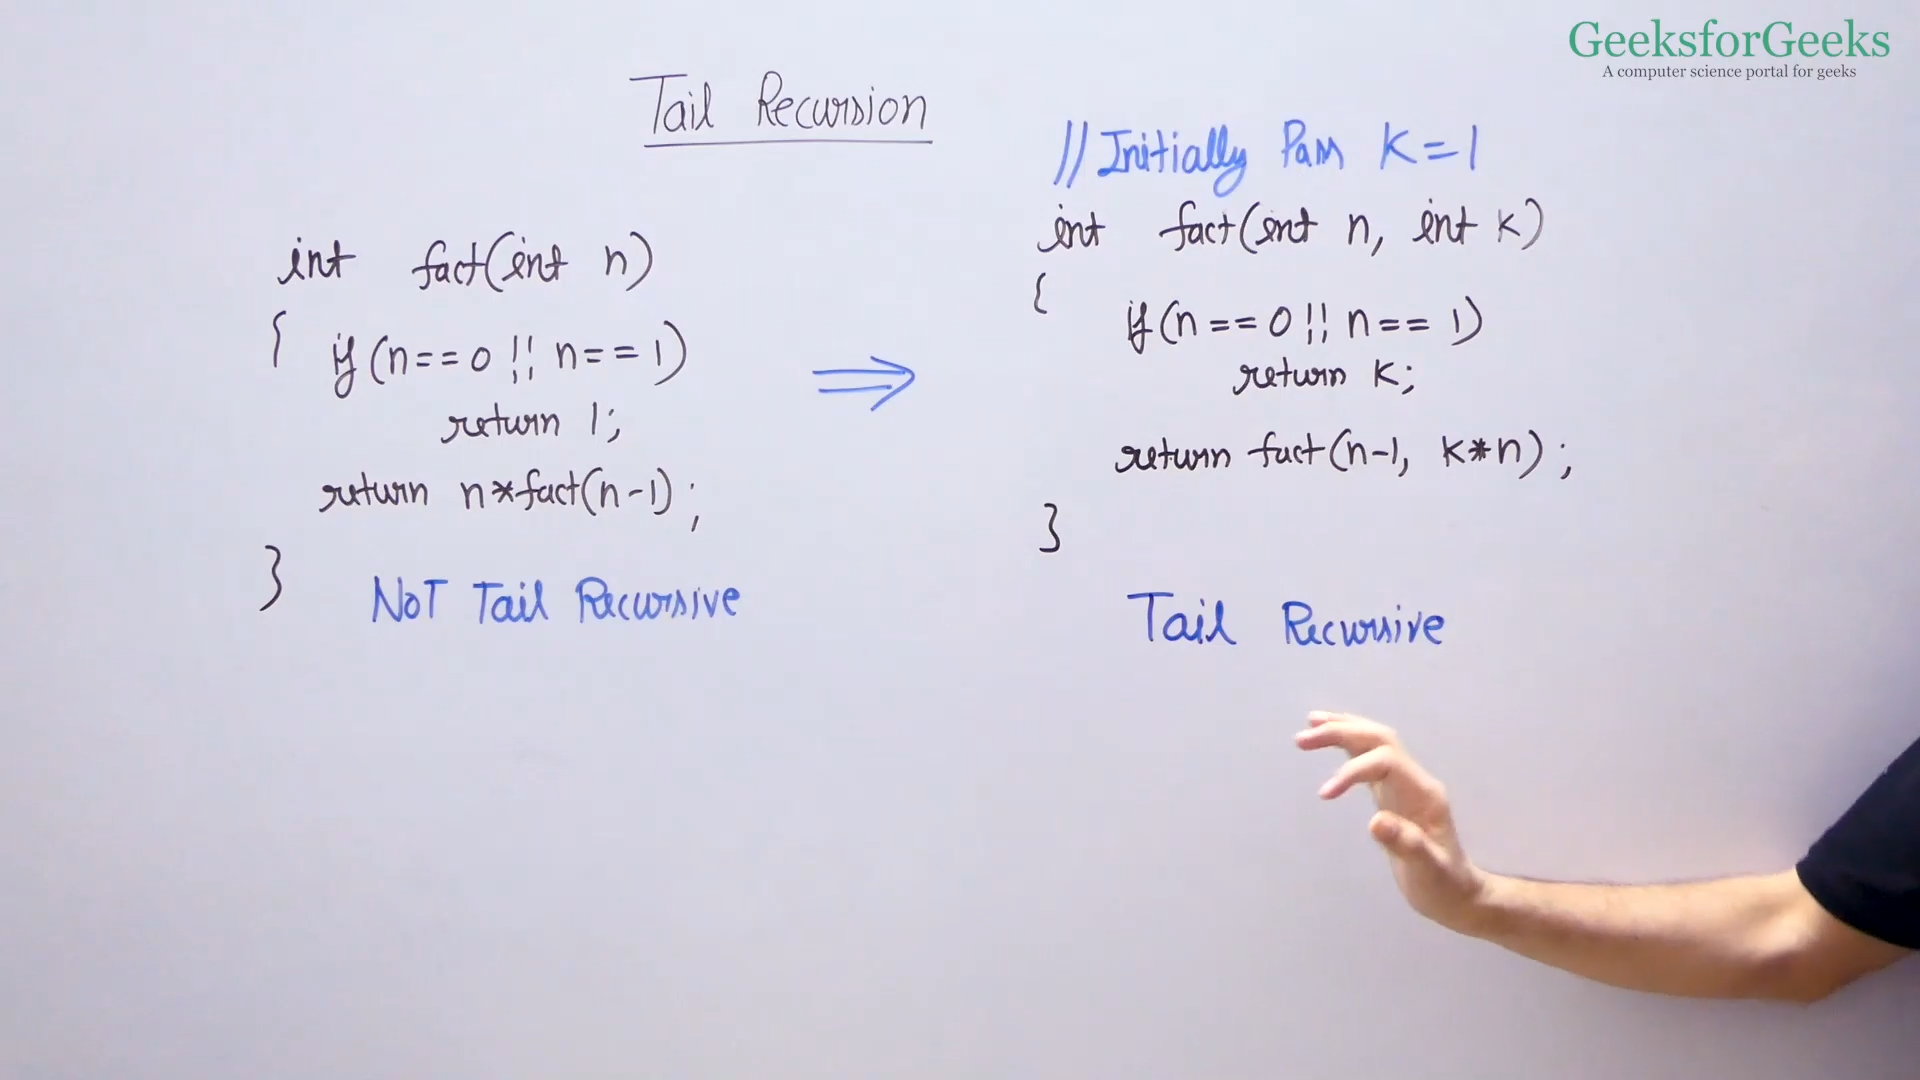 GeeksforGeeks
A computer science portal for geeks
Tail Recursion
int fact(int n)
{ if(n==0 || n==1)
return 1;
return n*fact(n-1);
}
NOT Tail Recursive
⇒
// Initially Pass K=1
int fact(int n, int k)
{
if(n==0 || n==1)
return k;
return fact(n-1, k*n);
}
Tail Recursive